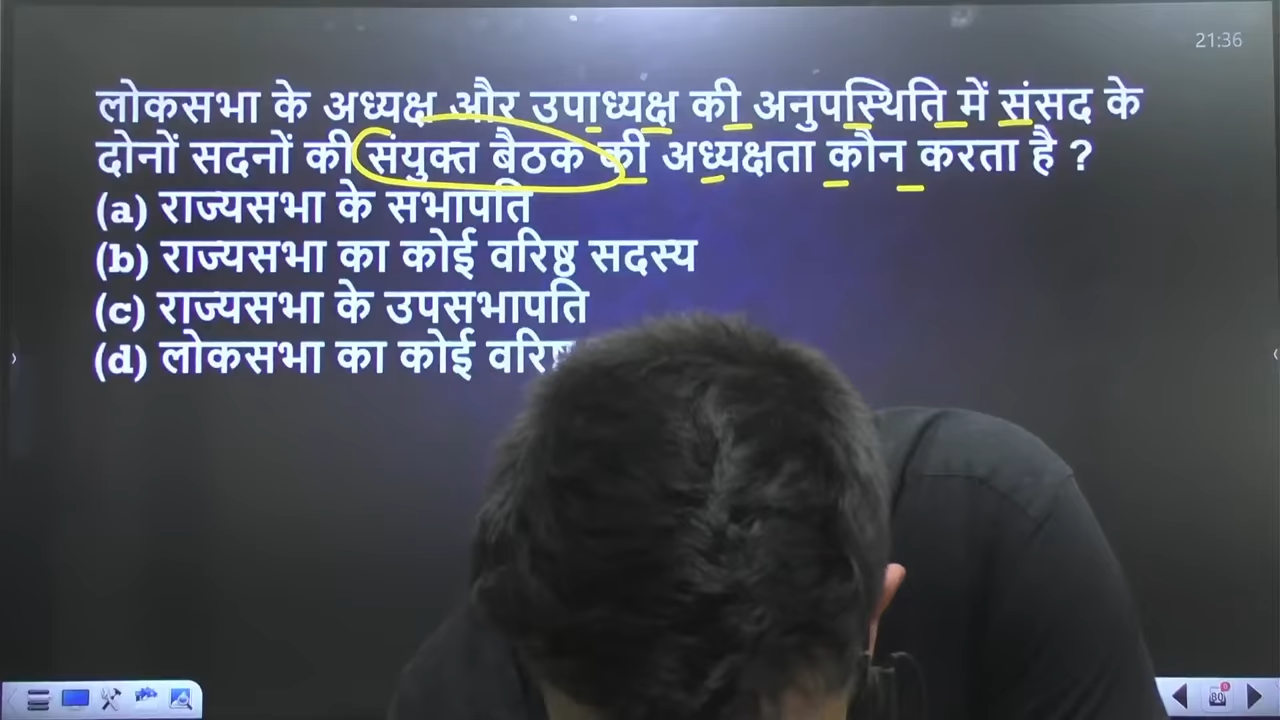 21:36
लोकसभा के अध्यक्ष और उपाध्यक्ष की अनुपस्थिति में संसद के
दोनों सदनों की संयुक्त बैठक की अध्यक्षता कौन करता है ?
(a) राज्यसभा के सभापति
(b) राज्यसभा का कोई वरिष्ठ सदस्य
(c) राज्यसभा के उपसभापति
(d) लोकसभा का कोई
80